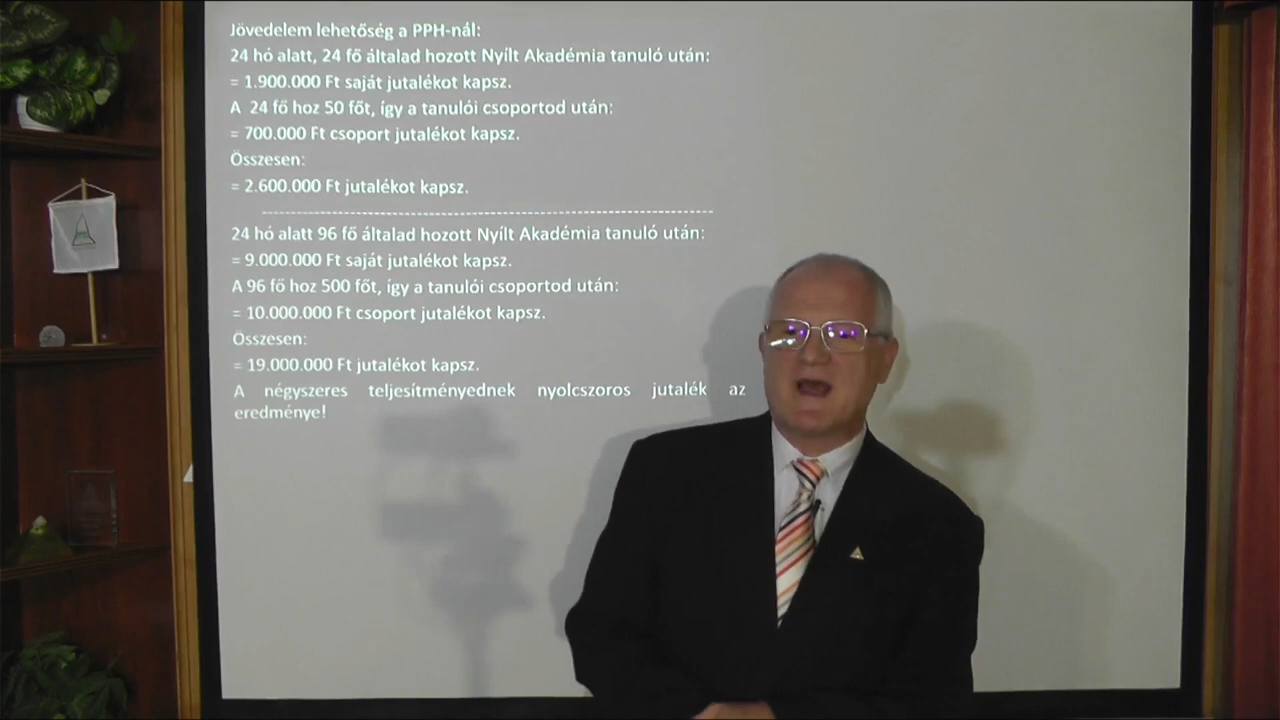 Jövedelem lehetőség a PPH-nál:
24 hó alatt, 24 fő általad hozott Nyílt Akadémia tanuló után:
= 1.900.000 Ft saját jutalékot kapsz.
A 24 fő hoz 50 főt, így a tanulói csoportod után:
= 700.000 Ft csoport jutalékot kapsz.
Összesen:
= 2.600.000 Ft jutalékot kapsz.
24 hó alatt 96 fő általad hozott Nyílt Akadémia tanuló után:
= 9.000.000 Ft saját jutalékot kapsz.
A 96 fő hoz 500 főt, így a tanulói csoportod után:
= 10.000.000 Ft csoport jutalékot kapsz.
Összesen:
= 19.000.000 Ft jutalékot kapsz.
A négyszeres teljesítményednek nyolcszoros jutalék az
eredménye!